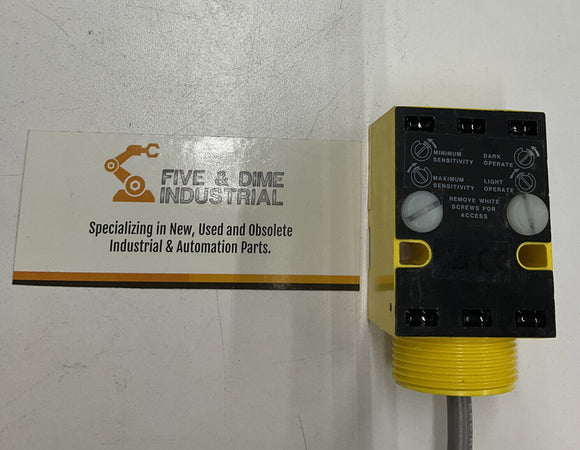 FIVE & DIME
INDUSTRIAL
Specializing in New, Used and Obsolete
Industrial & Automation Parts.
MINIMUM
SENSITIVITY
DARK
OPERATE
MAXIMUM
SENSITIVITY
LIGHT
OPERATE
REMOVE WHITE
SCREWS FOR
ACCESS